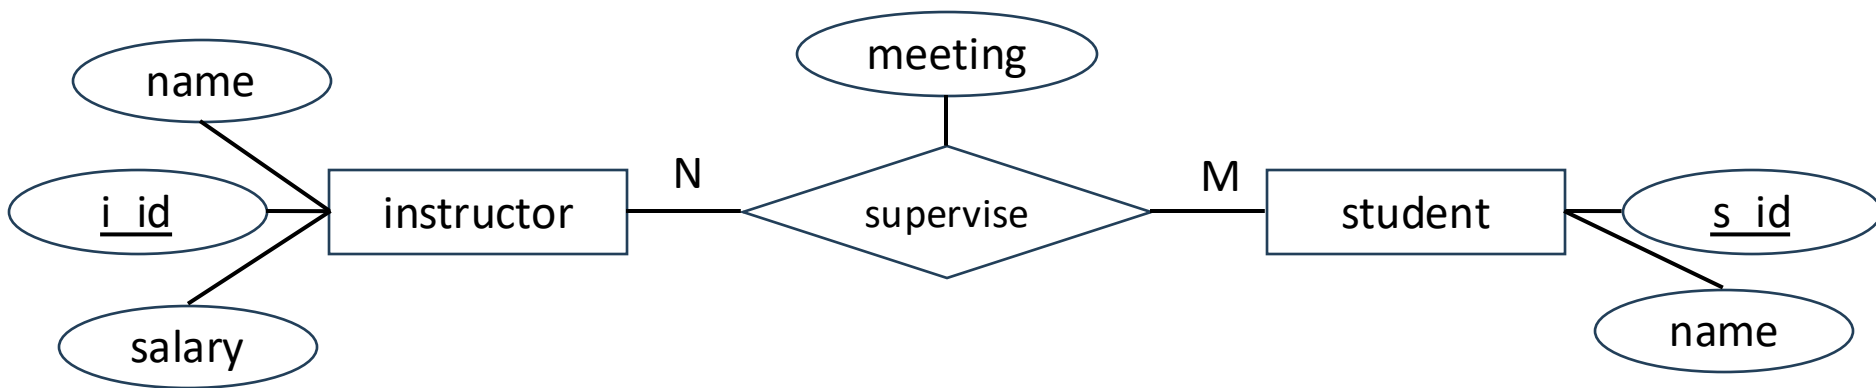 meeting
name
N
M
i_id
instructor
supervise
student
s_id
salary
name